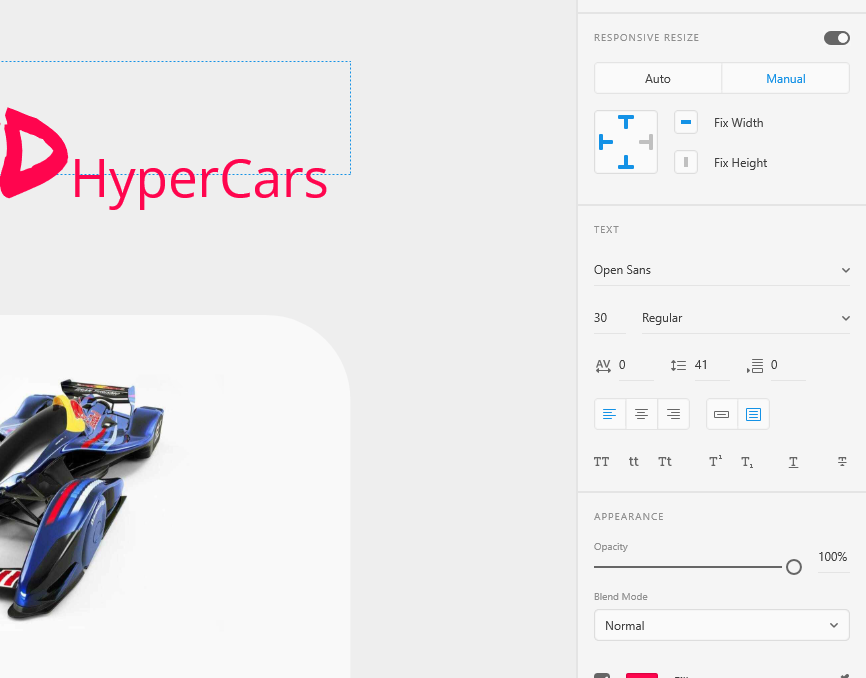 RESPONSIVE RESIZE
Auto
Manual
Fix Width
Fix Height
HyperCars
TEXT
Open Sans
30
Regular
AV 0
41
0
TT tt Tt T¹ T₁ T T
APPEARANCE
Opacity
100%
Blend Mode
Normal